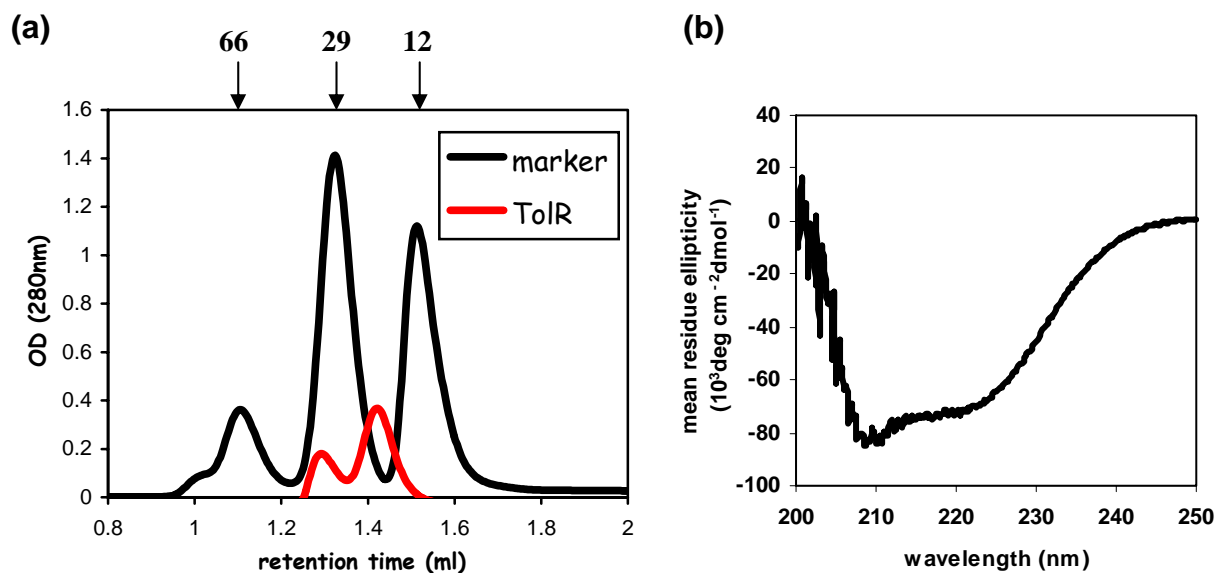 (a)
66 29 12
1.6
1.4
1.2
1
0.8
0.6
0.4
0.2
0
OD (280nm)
marker
TolR
0.8 1 1.2 1.4 1.6 1.8 2
retention time (ml)
(b)
40
20
0
-20
-40
-60
-80
-100
mean residue ellipticity
(10³deg cm⁻²dmol⁻¹)
200 210 220 230 240 250
wavelength (nm)